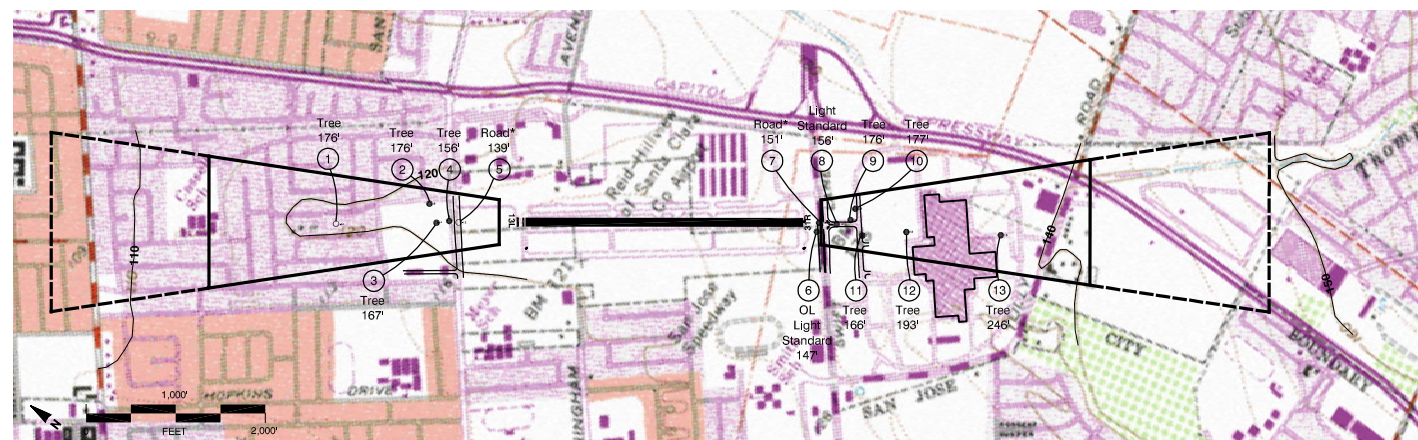 SAN
AVENUE
CAPITOL
EXPRESSWAY
ROAD
Tree
176'
1
Tree
176'
2
Tree
156'
4
Road*
139'
5
120
Road*
151'
7
Light
Standard
156'
8
Tree
176'
9
Tree
177'
10
Reid-Hillview
of Santa Clara
Co Airport
110
13L
31R
140
3
Tree
167'
6
OL
Light
Standard
147'
11
Tree
166'
12
Tree
193'
13
Tree
246'
BM 121
San Jose
Speedway
CITY
BOUNDARY
SAN JOSE
HOPKINS
DRIVE
1,000'
FEET
2,000'
N